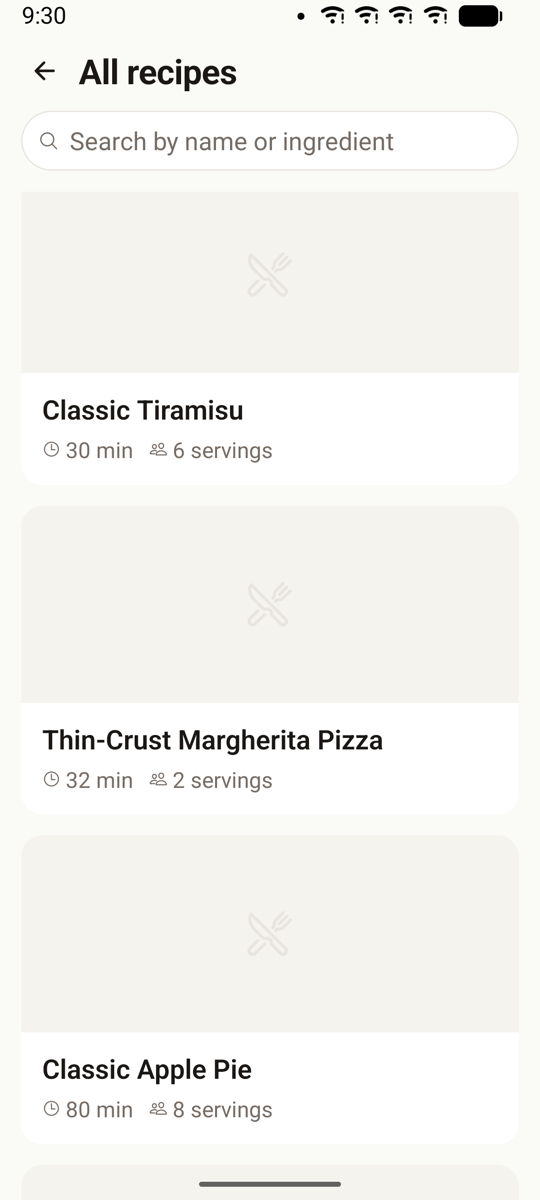 9:30
All recipes
Search by name or ingredient
Classic Tiramisu
30 min 6 servings
Thin-Crust Margherita Pizza
32 min 2 servings
Classic Apple Pie
80 min 8 servings